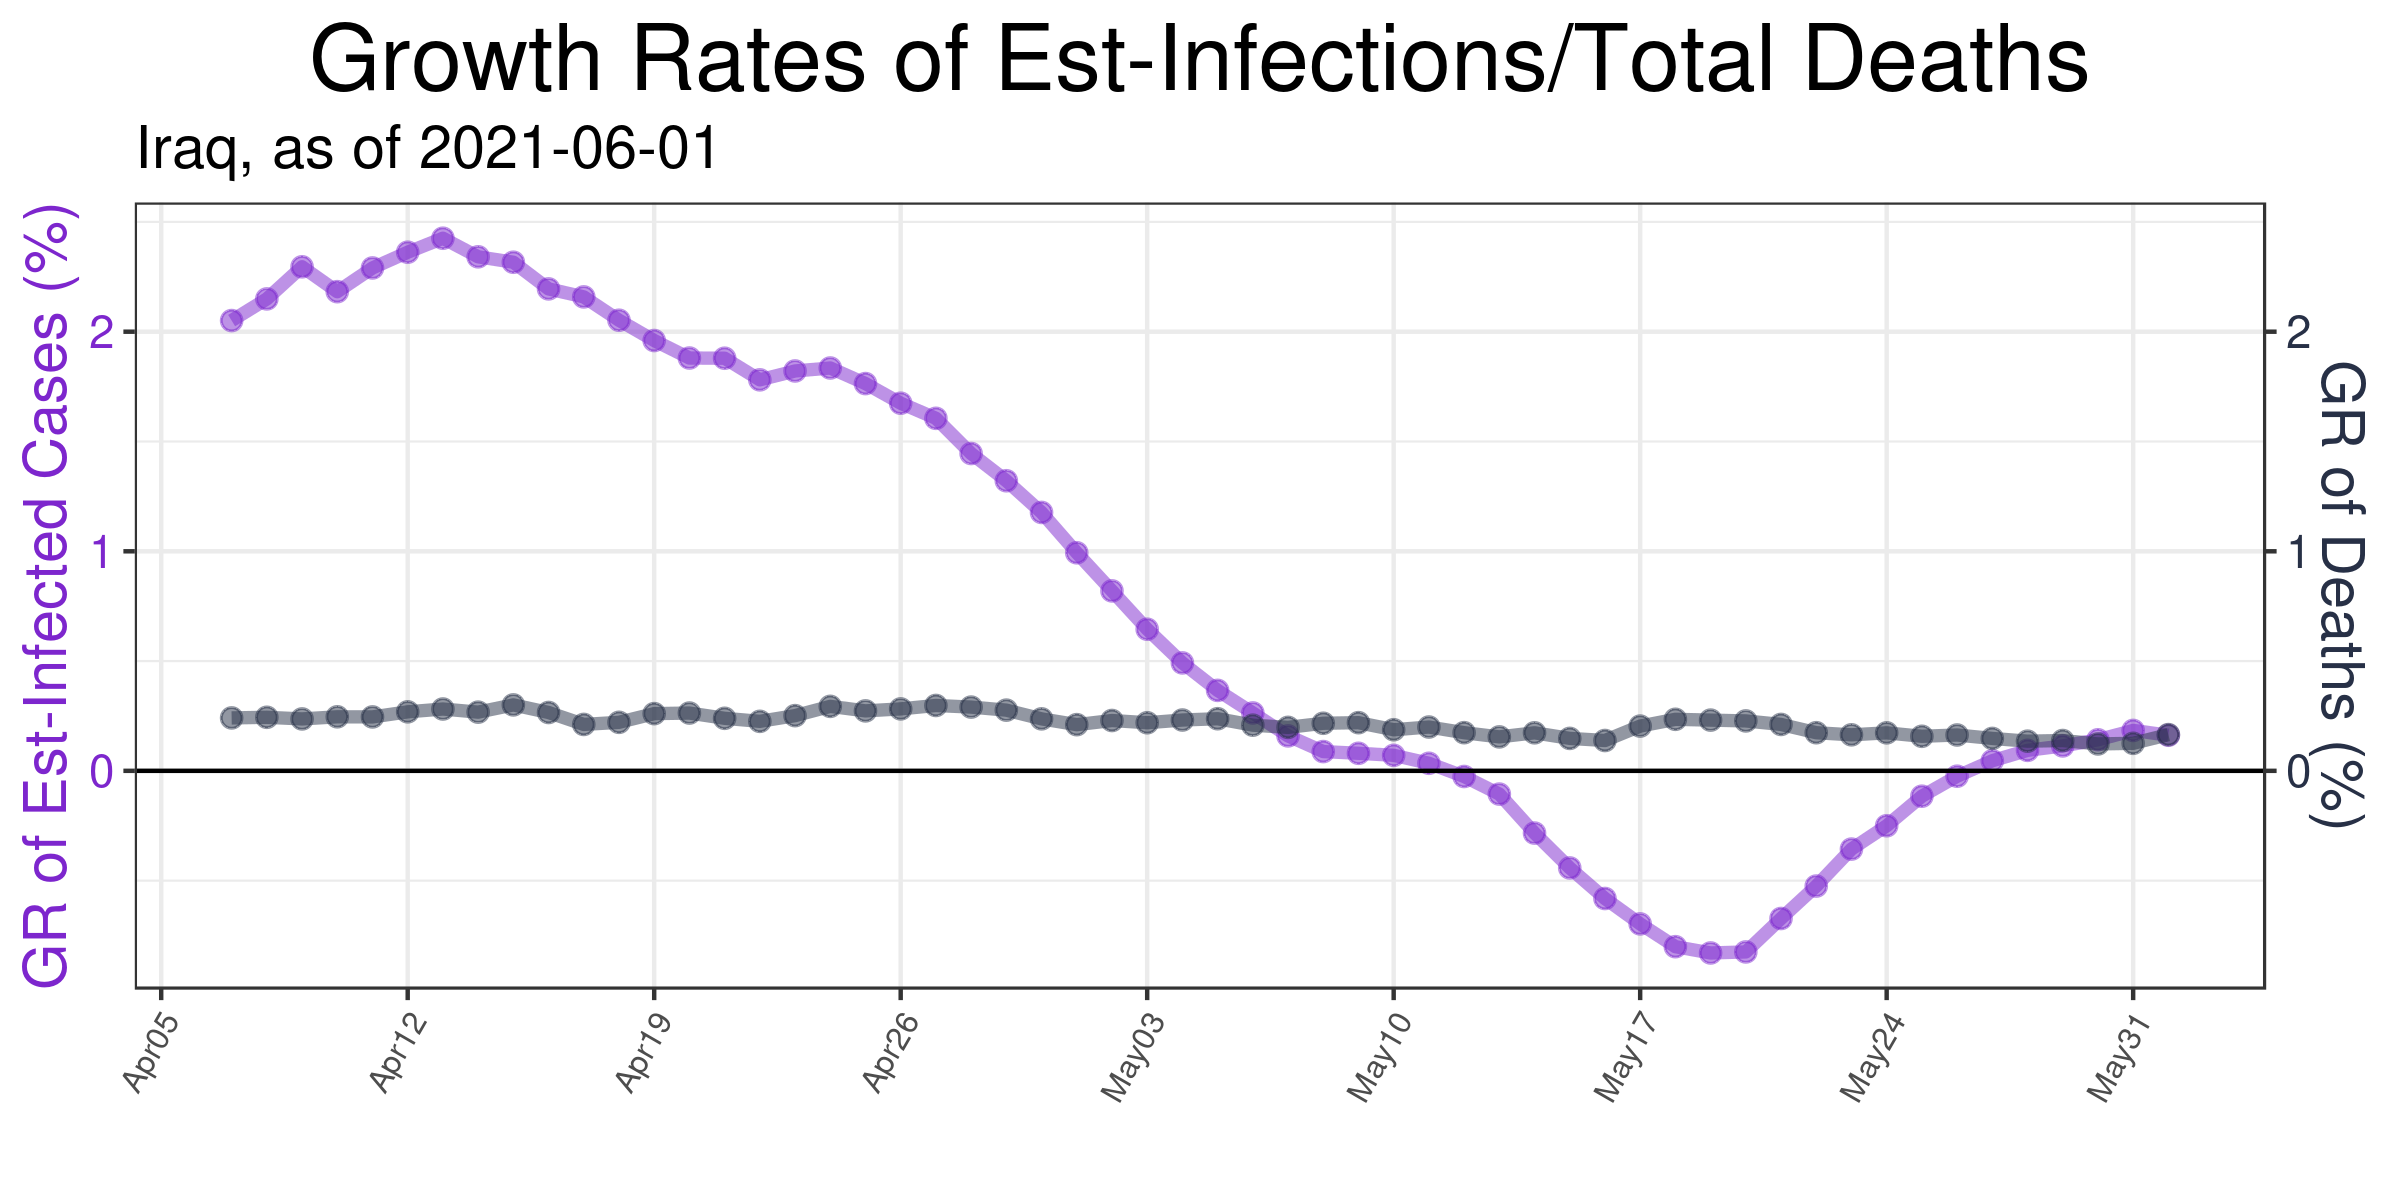 Growth Rates of Est-Infections/Total Deaths
Iraq, as of 2021-06-01
GR of Est-Infected Cases (%)
2
1
0
2
1
0
GR of Deaths (%)
Apr05
Apr12
Apr19
Apr26
May03
May10
May17
May24
May31